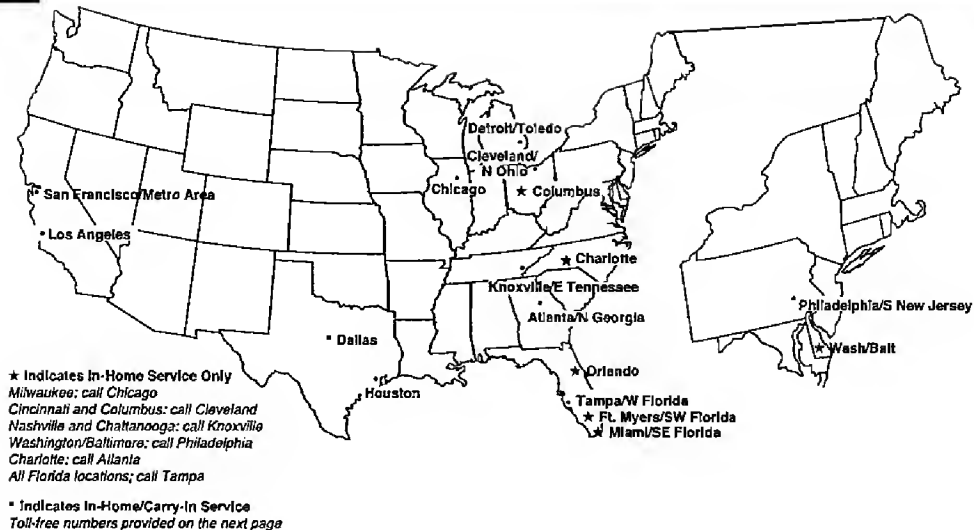 Detroit/Toledo
Cleveland/
N Ohio
Chicago
★ Columbus
San Francisco/Metro Area
Los Angeles
★ Charlotte
Knoxville/E Tennessee
Atlanta/N Georgia
Philadelphia/S New Jersey
★ Wash/Balt
Dallas
Houston
★ Orlando
Tampa/W Florida
★ Ft. Myers/SW Florida
★ Miami/SE Florida
★ Indicates In-Home Service Only
Milwaukee; call Chicago
Cincinnati and Columbus: call Cleveland
Nashville and Chattanooga: call Knoxville
Washington/Baltimore: call Philadelphia
Charlotte: call Atlanta
All Florida locations; call Tampa
▪ Indicates In-Home/Carry-In Service
Toll-free numbers provided on the next page